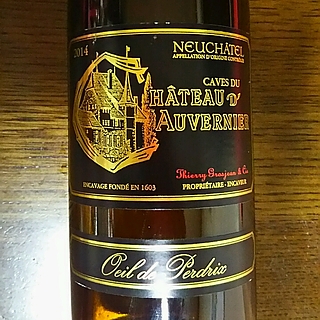 2014
NEUCHÂTEL
APPELLATION D'ORIGINE CONTRÔLÉE
CAVES DU
CHÂTEAU D'
AUVERNIER
Thierry Grosjean & Cie
ENCAVAGE FONDÉ EN 1603
PROPRIÉTAIRE - ENCAVEUR
Oeil de Perdrix